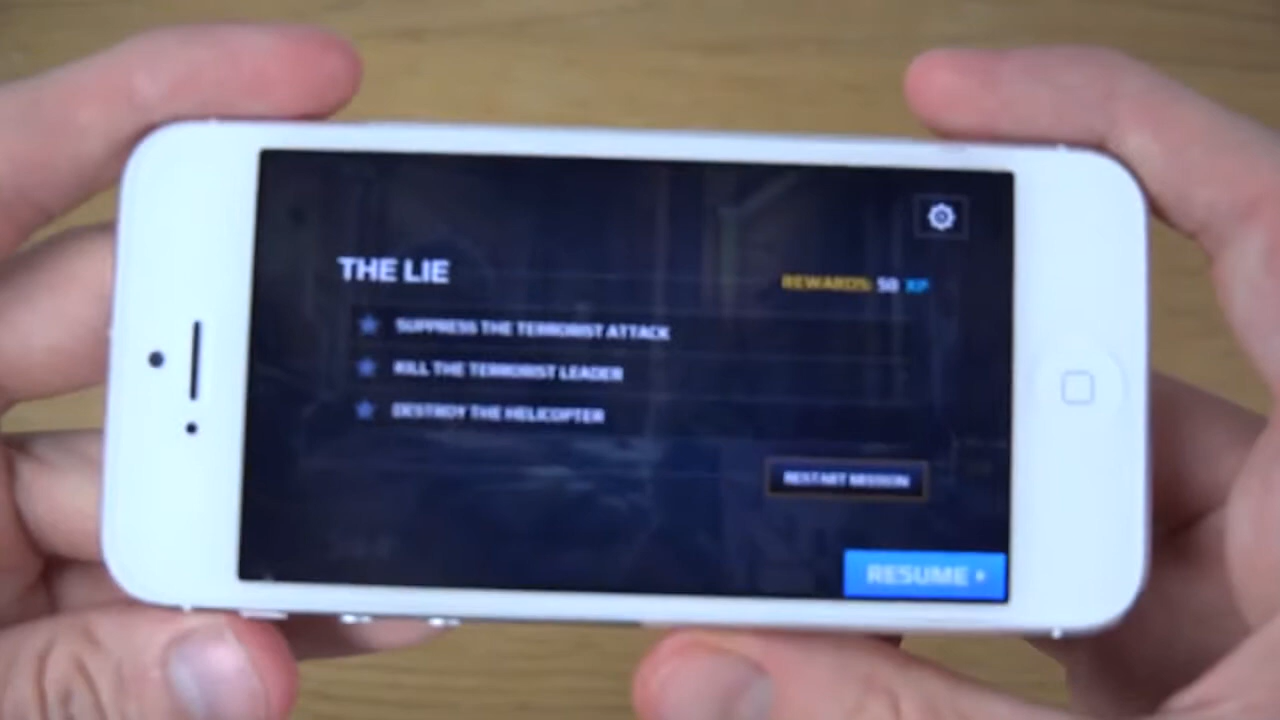 THE LIE
REWARDS: 50 XP
SUPPRESS THE TERRORIST ATTACK
KILL THE TERRORIST LEADER
DESTROY THE HELICOPTER
RESTART MISSION
RESUME